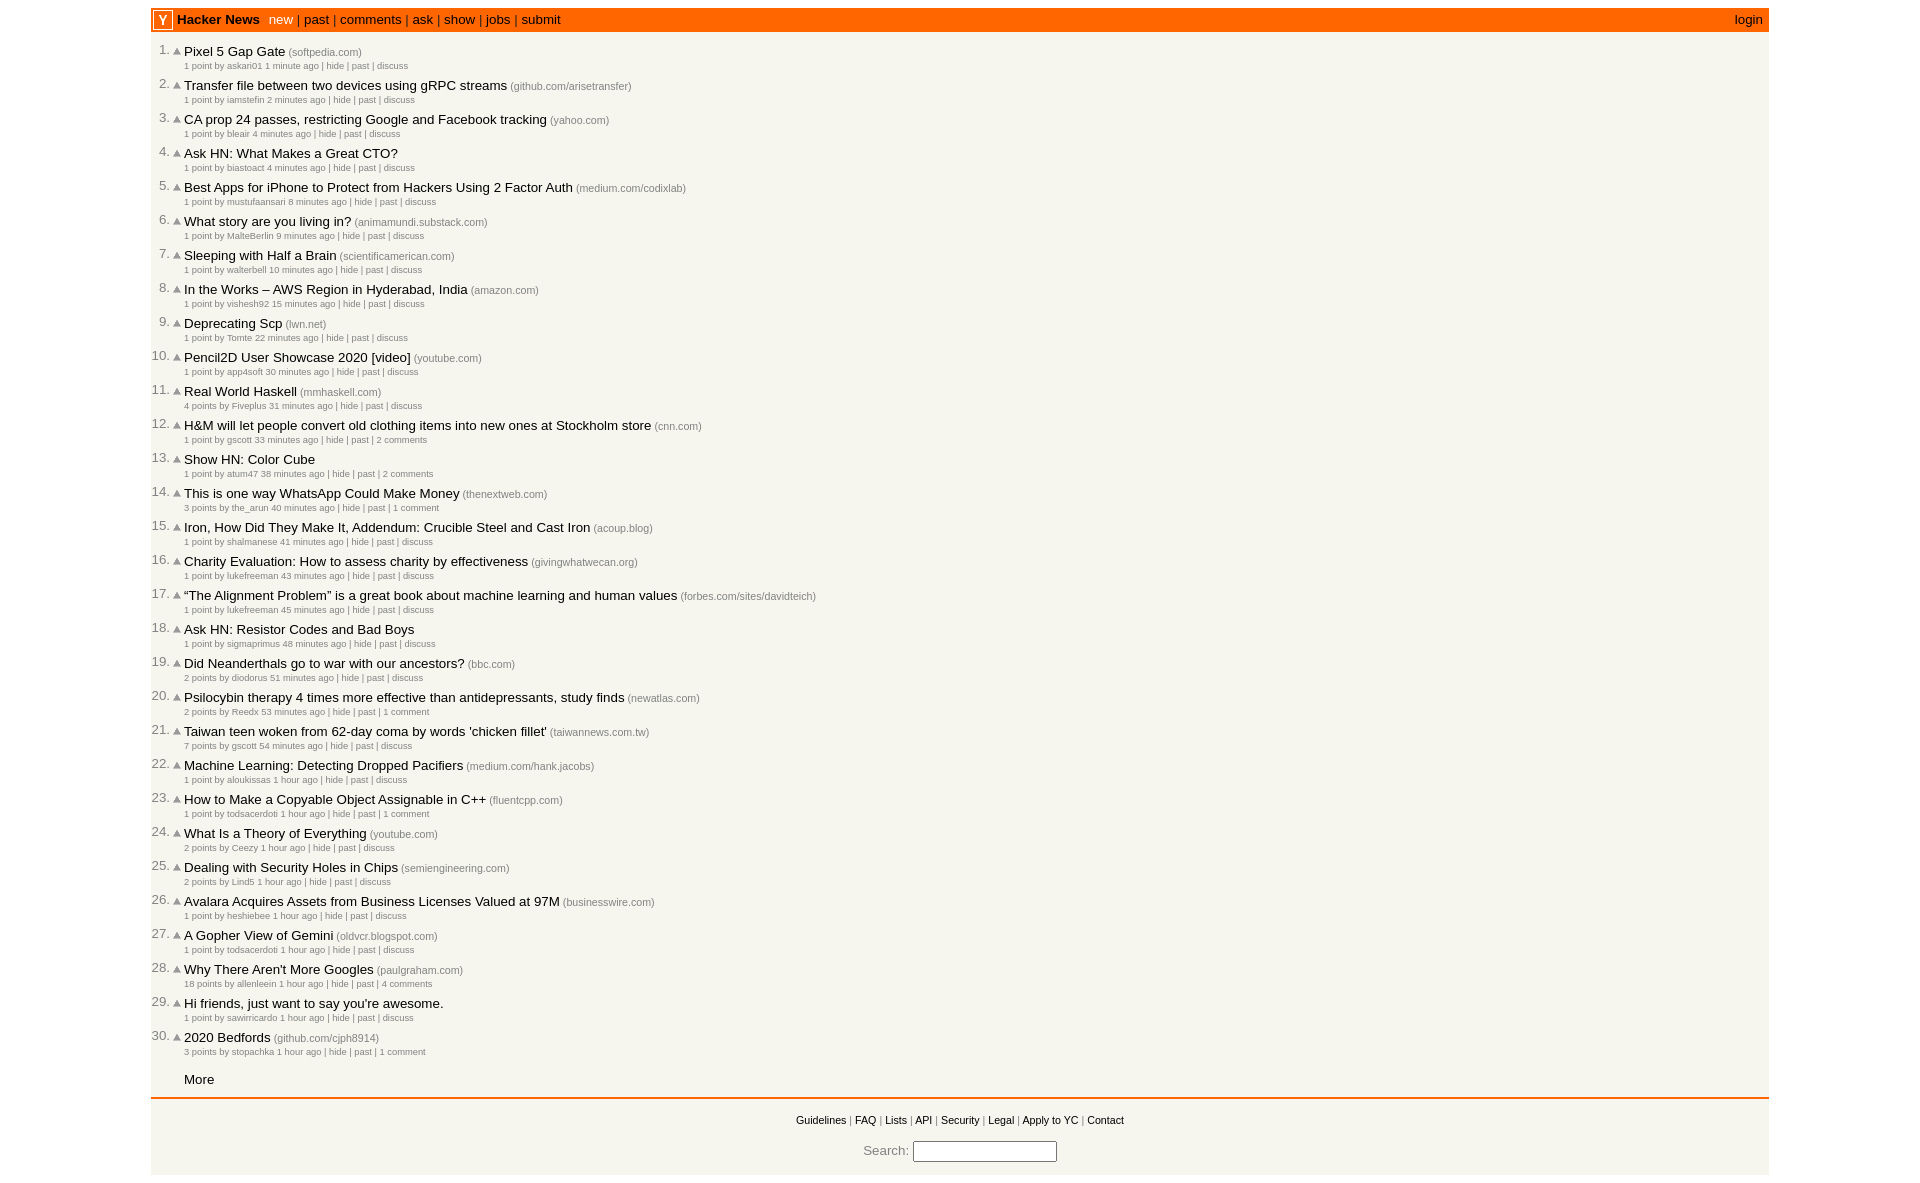 Y Hacker News new | past | comments | ask | show | jobs | submit login
1. Pixel 5 Gap Gate (softpedia.com)
1 point by askari01 1 minute ago | hide | past | discuss
2. Transfer file between two devices using gRPC streams (github.com/arisetransfer)
1 point by iamstefin 2 minutes ago | hide | past | discuss
3. CA prop 24 passes, restricting Google and Facebook tracking (yahoo.com)
1 point by bleair 4 minutes ago | hide | past | discuss
4. Ask HN: What Makes a Great CTO?
1 point by biastoact 4 minutes ago | hide | past | discuss
5. Best Apps for iPhone to Protect from Hackers Using 2 Factor Auth (medium.com/codixlab)
1 point by mustufaansari 8 minutes ago | hide | past | discuss
6. What story are you living in? (animamundi.substack.com)
1 point by MalteBerlin 9 minutes ago | hide | past | discuss
7. Sleeping with Half a Brain (scientificamerican.com)
1 point by walterbell 10 minutes ago | hide | past | discuss
8. In the Works – AWS Region in Hyderabad, India (amazon.com)
1 point by vishesh92 15 minutes ago | hide | past | discuss
9. Deprecating Scp (lwn.net)
1 point by Tomte 22 minutes ago | hide | past | discuss
10. Pencil2D User Showcase 2020 [video] (youtube.com)
1 point by app4soft 30 minutes ago | hide | past | discuss
11. Real World Haskell (mmhaskell.com)
4 points by Fiveplus 31 minutes ago | hide | past | discuss
12. H&M will let people convert old clothing items into new ones at Stockholm store (cnn.com)
1 point by gscott 33 minutes ago | hide | past | 2 comments
13. Show HN: Color Cube
1 point by atum47 38 minutes ago | hide | past | 2 comments
14. This is one way WhatsApp Could Make Money (thenextweb.com)
3 points by the_arun 40 minutes ago | hide | past | 1 comment
15. Iron, How Did They Make It, Addendum: Crucible Steel and Cast Iron (acoup.blog)
1 point by shalmanese 41 minutes ago | hide | past | discuss
16. Charity Evaluation: How to assess charity by effectiveness (givingwhatwecan.org)
1 point by lukefreeman 43 minutes ago | hide | past | discuss
17. “The Alignment Problem” is a great book about machine learning and human values (forbes.com/sites/davidteich)
1 point by lukefreeman 45 minutes ago | hide | past | discuss
18. Ask HN: Resistor Codes and Bad Boys
1 point by sigmaprimus 48 minutes ago | hide | past | discuss
19. Did Neanderthals go to war with our ancestors? (bbc.com)
2 points by diodorus 51 minutes ago | hide | past | discuss
20. Psilocybin therapy 4 times more effective than antidepressants, study finds (newatlas.com)
2 points by Reedx 53 minutes ago | hide | past | 1 comment
21. Taiwan teen woken from 62-day coma by words 'chicken fillet' (taiwannews.com.tw)
7 points by gscott 54 minutes ago | hide | past | discuss
22. Machine Learning: Detecting Dropped Pacifiers (medium.com/hank.jacobs)
1 point by aloukissas 1 hour ago | hide | past | discuss
23. How to Make a Copyable Object Assignable in C++ (fluentcpp.com)
1 point by todsacerdoti 1 hour ago | hide | past | 1 comment
24. What Is a Theory of Everything (youtube.com)
2 points by Ceezy 1 hour ago | hide | past | discuss
25. Dealing with Security Holes in Chips (semiengineering.com)
2 points by Lind5 1 hour ago | hide | past | discuss
26. Avalara Acquires Assets from Business Licenses Valued at 97M (businesswire.com)
1 point by heshiebee 1 hour ago | hide | past | discuss
27. A Gopher View of Gemini (oldvcr.blogspot.com)
1 point by todsacerdoti 1 hour ago | hide | past | discuss
28. Why There Aren't More Googles (paulgraham.com)
18 points by allenleein 1 hour ago | hide | past | 4 comments
29. Hi friends, just want to say you're awesome.
1 point by sawirricardo 1 hour ago | hide | past | discuss
30. 2020 Bedfords (github.com/cjph8914)
3 points by stopachka 1 hour ago | hide | past | 1 comment
More
Guidelines | FAQ | Lists | API | Security | Legal | Apply to YC | Contact
Search: